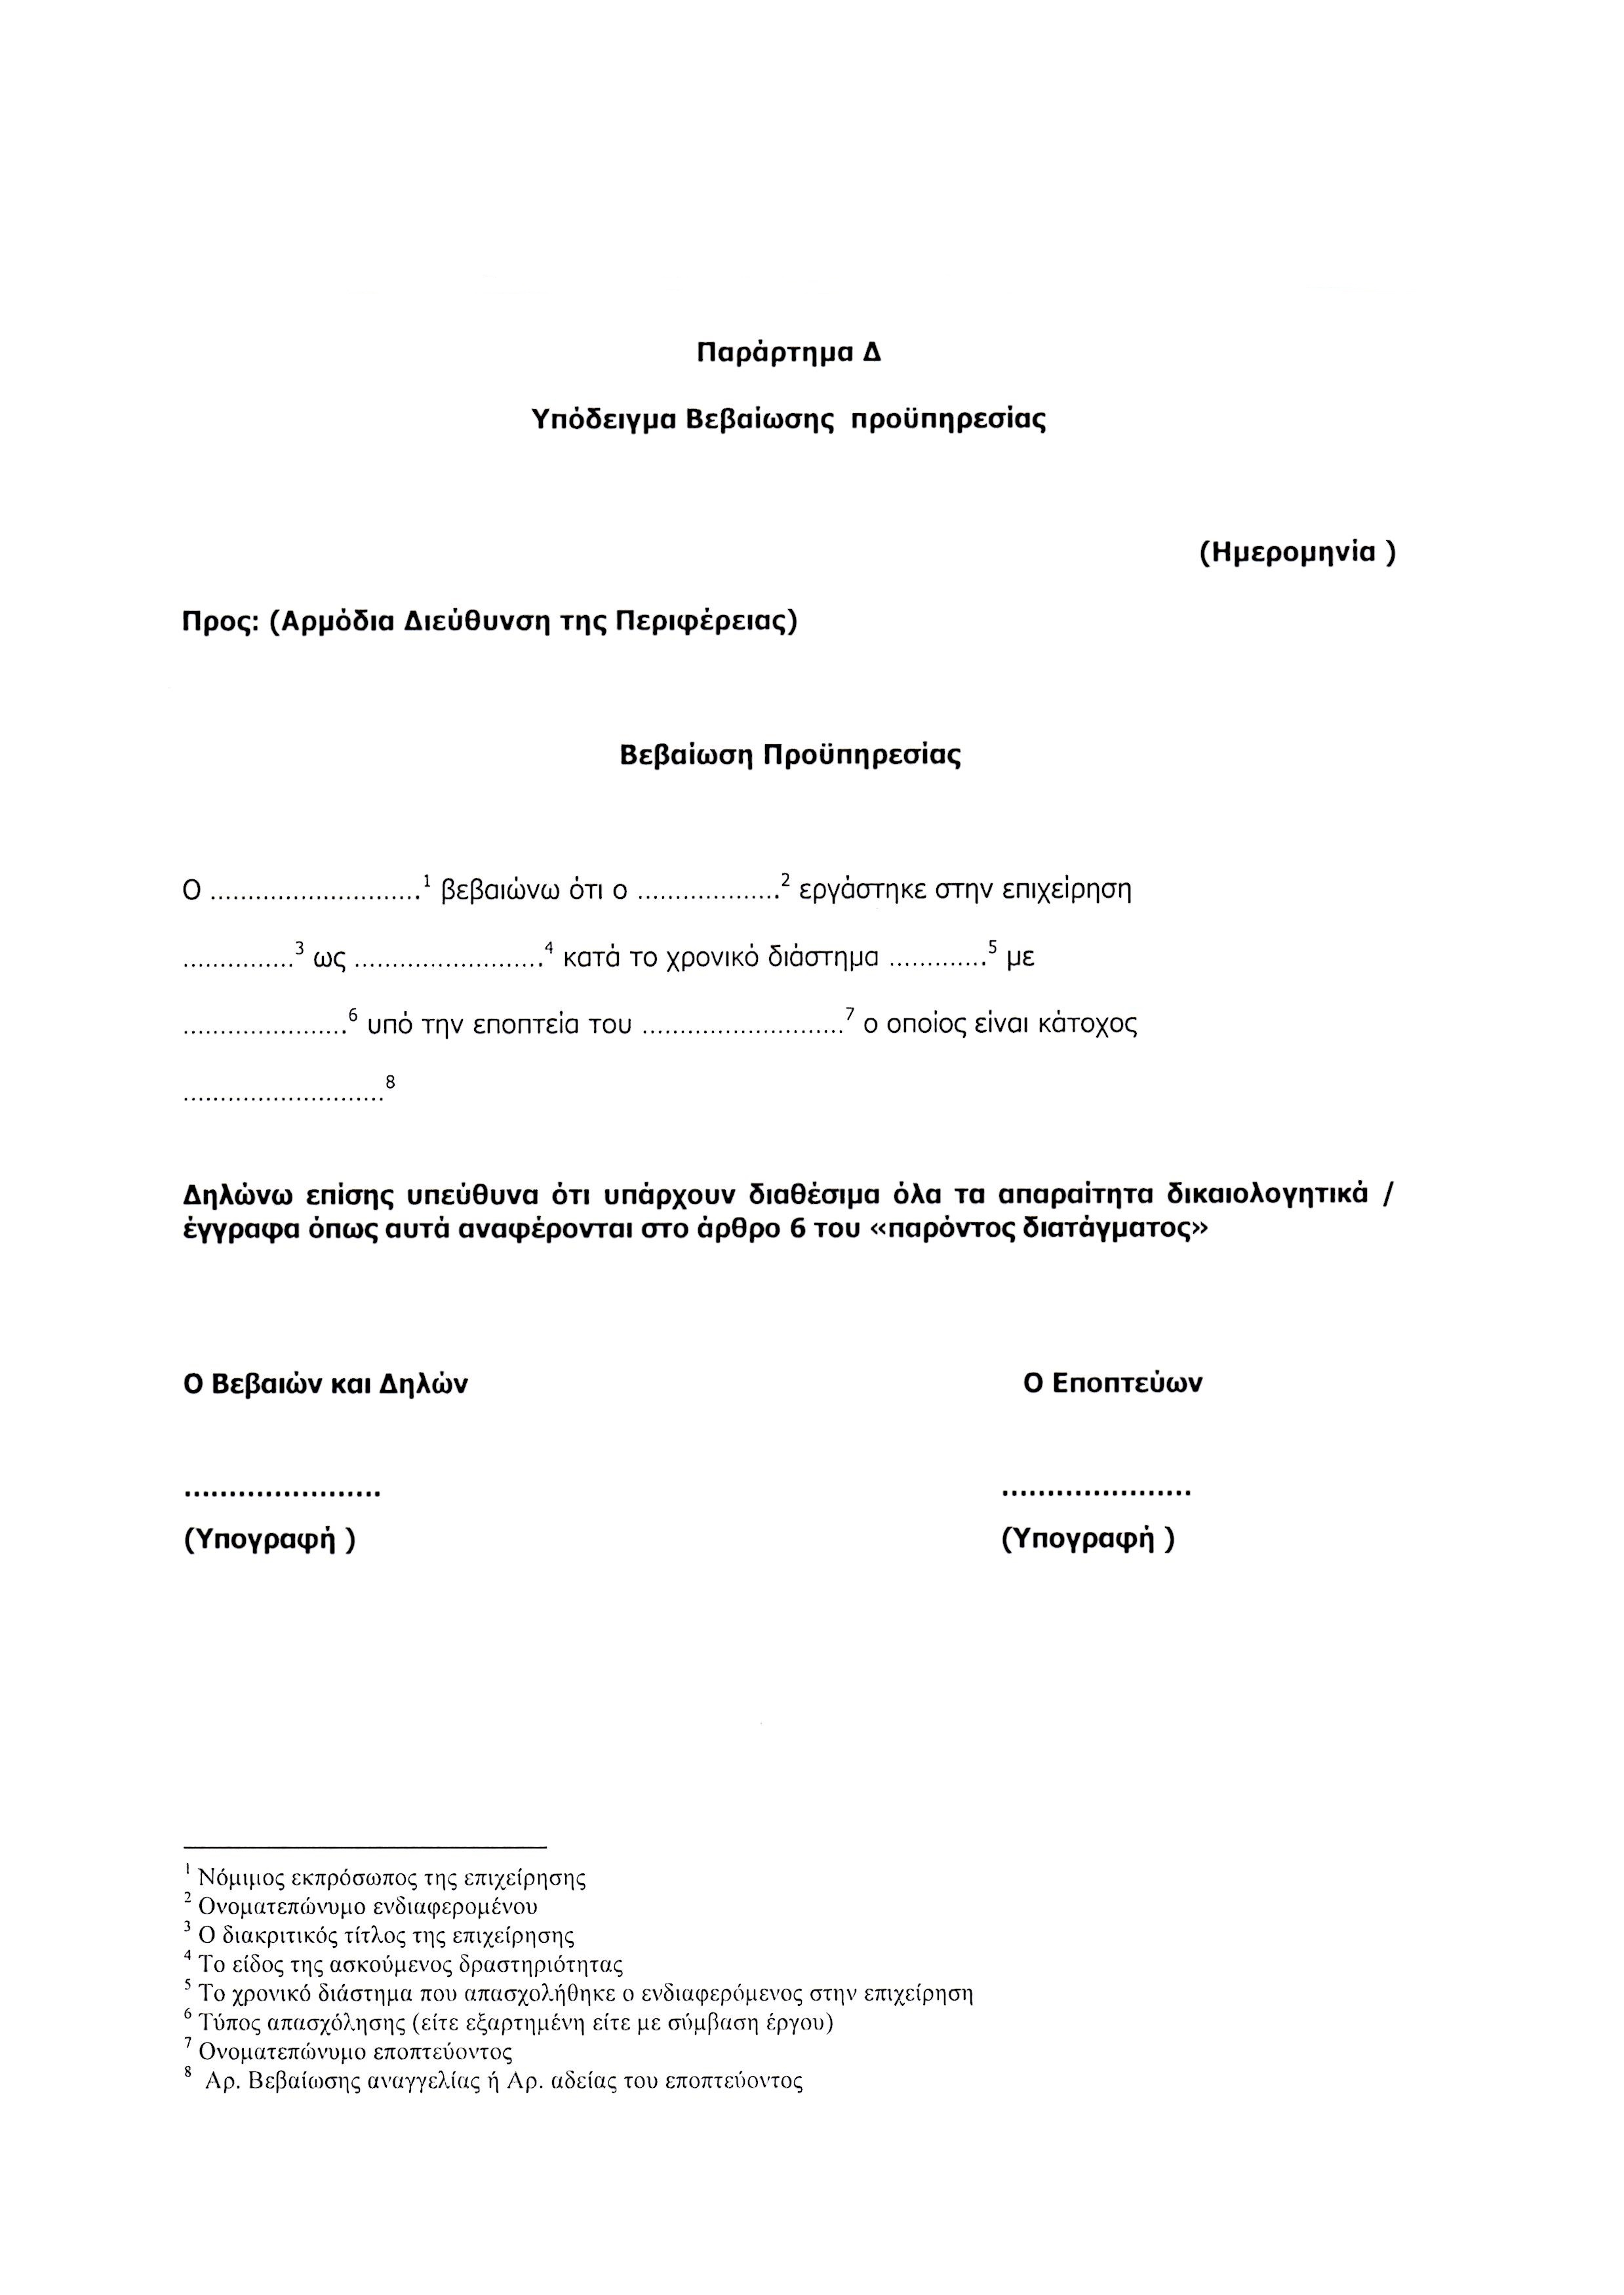 Παράρτημα Δ
Υπόδειγμα Βεβαίωσης προϋπηρεσίας
(Ημερομηνία )
Προς: (Αρμόδια Διεύθυνση της Περιφέρειας)
Βεβαίωση Προϋπηρεσίας
Ο ............................¹ βεβαιώνω ότι ο ...................² εργάστηκε στην επιχείρηση
...............³ ως .........................⁴ κατά το χρονικό διάστημα .............⁵ με
......................⁶ υπό την εποπτεία του ...........................⁷ ο οποίος είναι κάτοχος
...........................⁸
Δηλώνω επίσης υπεύθυνα ότι υπάρχουν διαθέσιμα όλα τα απαραίτητα δικαιολογητικά /
έγγραφα όπως αυτά αναφέρονται στο άρθρο 6 του «παρόντος διατάγματος»
Ο Βεβαιών και Δηλών Ο Εποπτεύων
...................... .....................
(Υπογραφή ) (Υπογραφή )
¹ Νόμιμος εκπρόσωπος της επιχείρησης
² Ονοματεπώνυμο ενδιαφερομένου
³ Ο διακριτικός τίτλος της επιχείρησης
⁴ Το είδος της ασκούμενος δραστηριότητας
⁵ Το χρονικό διάστημα που απασχολήθηκε ο ενδιαφερόμενος στην επιχείρηση
⁶ Τύπος απασχόλησης (είτε εξαρτημένη είτε με σύμβαση έργου)
⁷ Ονοματεπώνυμο εποπτεύοντος
⁸ Αρ. Βεβαίωσης αναγγελίας ή Αρ. αδείας του εποπτεύοντος